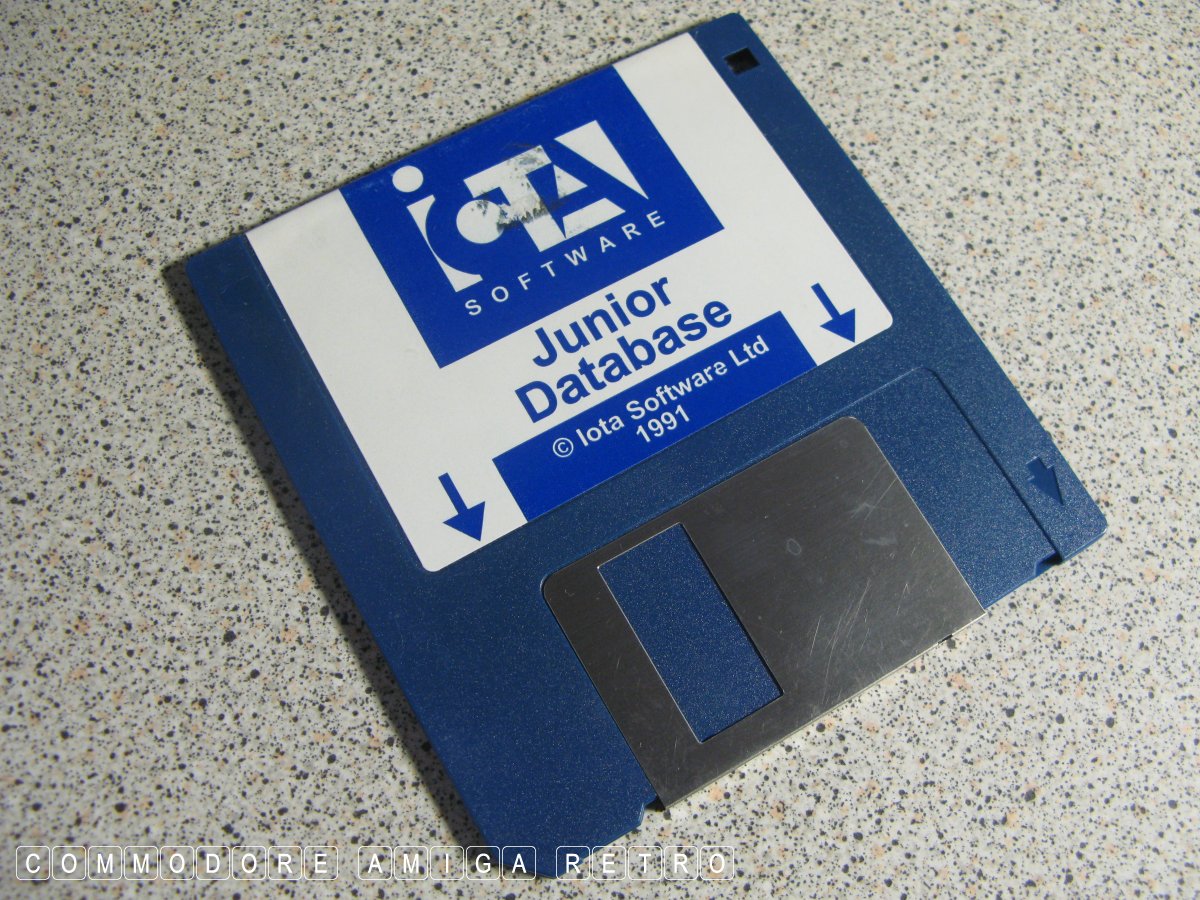 iOTA
SOFTWARE
Junior
Database
© Iota Software Ltd
1991
COMMODORE AMIGA RETRO